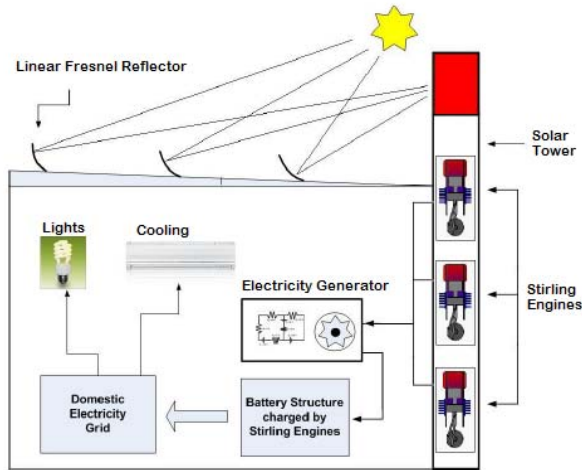 Linear Fresnel Reflector
Solar
Tower
Lights
Cooling
Electricity Generator
Stirling
Engines
Domestic
Electricity
Grid
Battery Structure
charged by
Stirling Engines